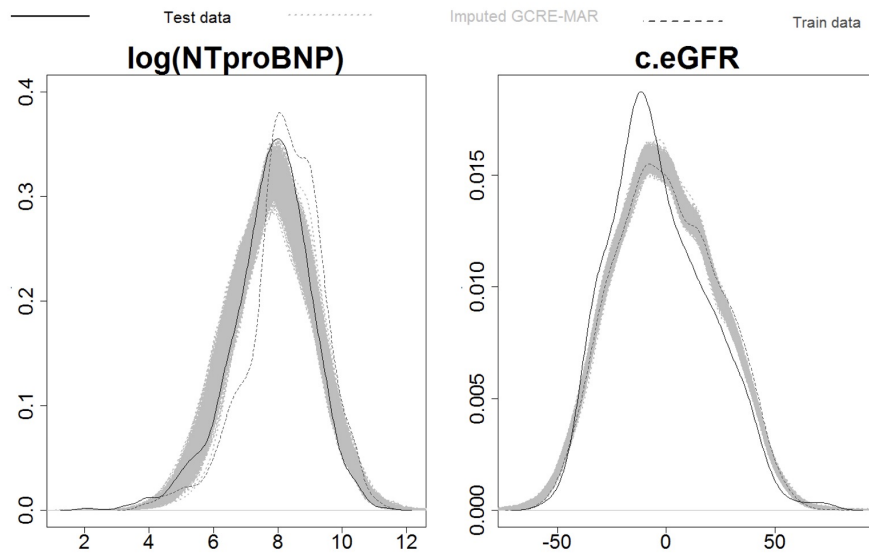 Test data Imputed GCRE-MAR Train data
log(NTproBNP) c.eGFR
0.4
0.3
0.2
0.1
0.0
2 4 6 8 10 12
0.015
0.010
0.005
0.000
-50 0 50